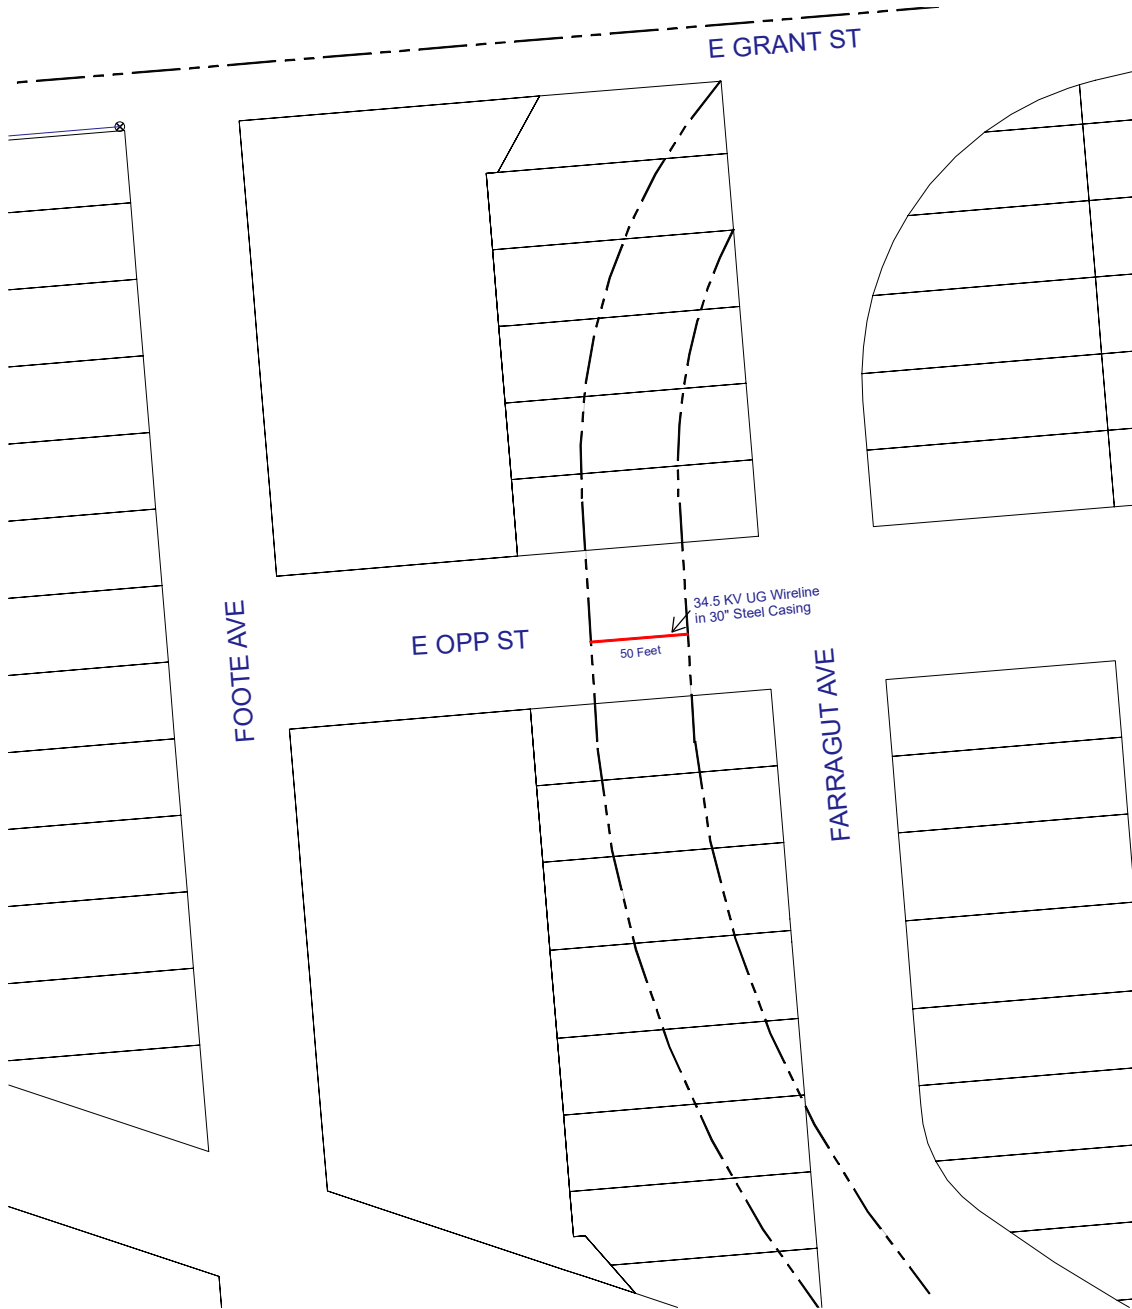 E GRANT ST
34.5 KV UG Wireline
in 30" Steel Casing
FOOTE AVE
E OPP ST
50 Feet
FARRAGUT AVE